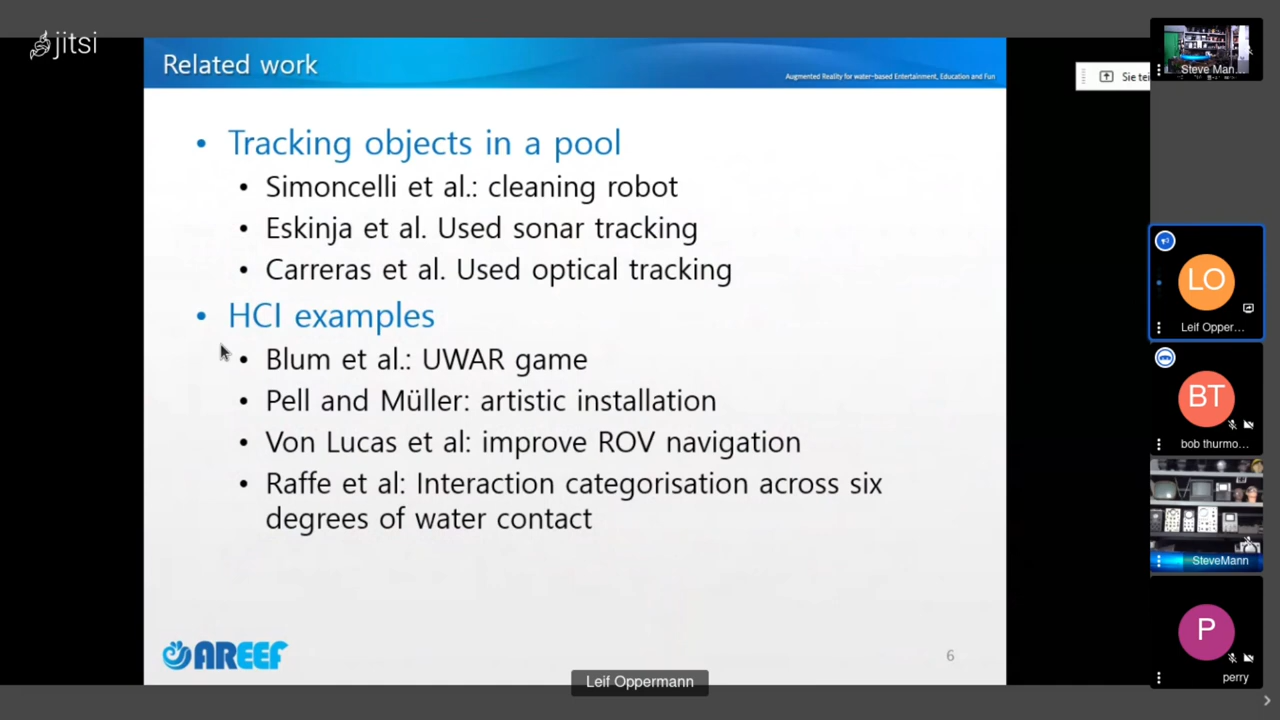 jitsi
Related work
Augmented Reality for water-based Entertainment, Education and Fun
• Tracking objects in a pool
• Simoncelli et al.: cleaning robot
• Eskinja et al. Used sonar tracking
• Carreras et al. Used optical tracking
• HCI examples
• Blum et al.: UWAR game
• Pell and Müller: artistic installation
• Von Lucas et al: improve ROV navigation
• Raffe et al: Interaction categorisation across six
degrees of water contact
AREEF
6
Leif Oppermann
Sie tei
Steve Man...
LO
Leif Opper...
BT
bob thurmo...
SteveMann
P
perry